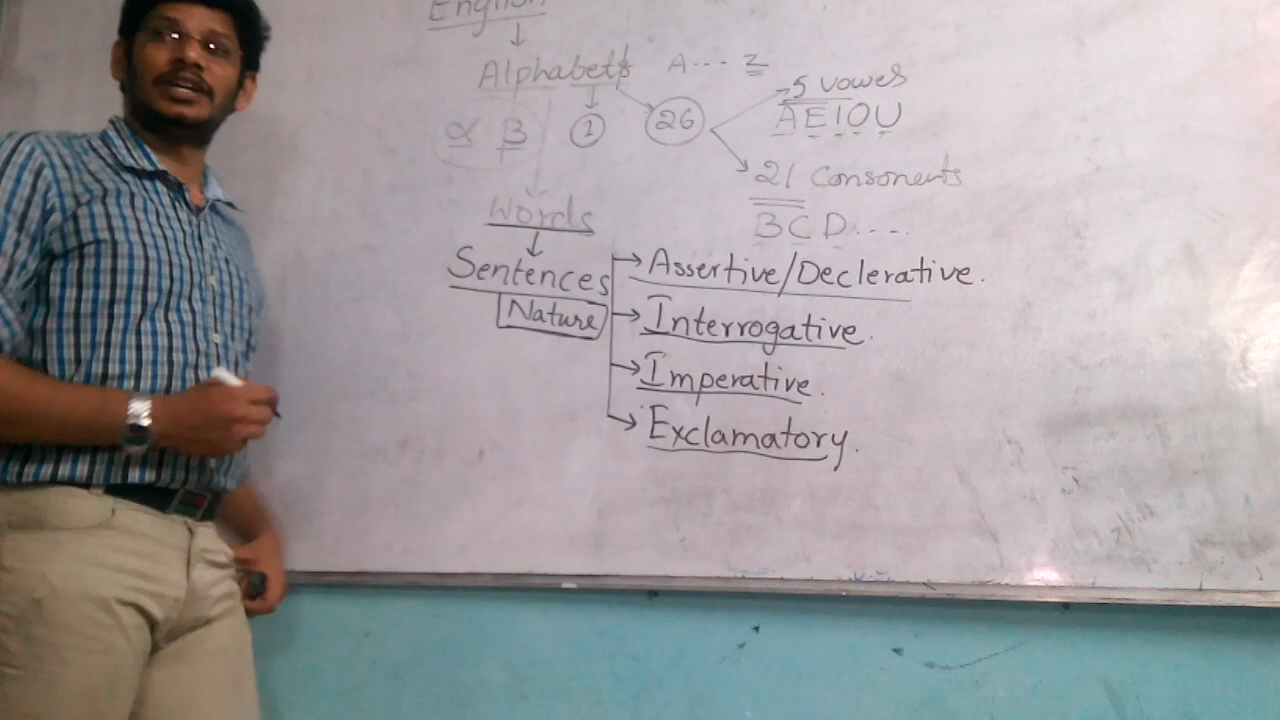 English
Alphabets A... Z
5 vowes
α β 1 26 AEIOU
21 Consonents
Words BCD....
Sentences Assertive/Declerative.
Nature Interrogative.
Imperative.
Exclamatory.